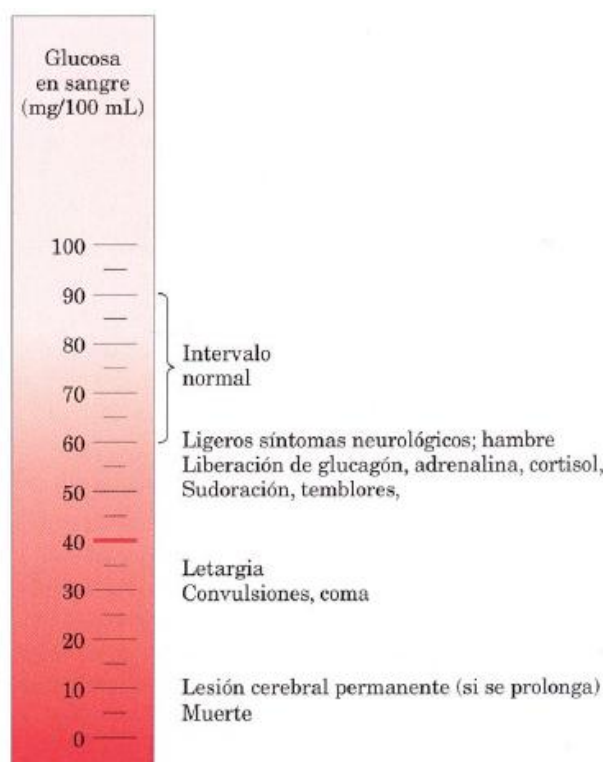 Glucosa
en sangre
(mg/100 mL)
100
90
80
Intervalo
normal
70
60
Ligeros síntomas neurológicos; hambre
Liberación de glucagón, adrenalina, cortisol,
Sudoración, temblores,
50
40
Letargia
Convulsiones, coma
30
20
10
Lesión cerebral permanente (si se prolonga)
Muerte
0